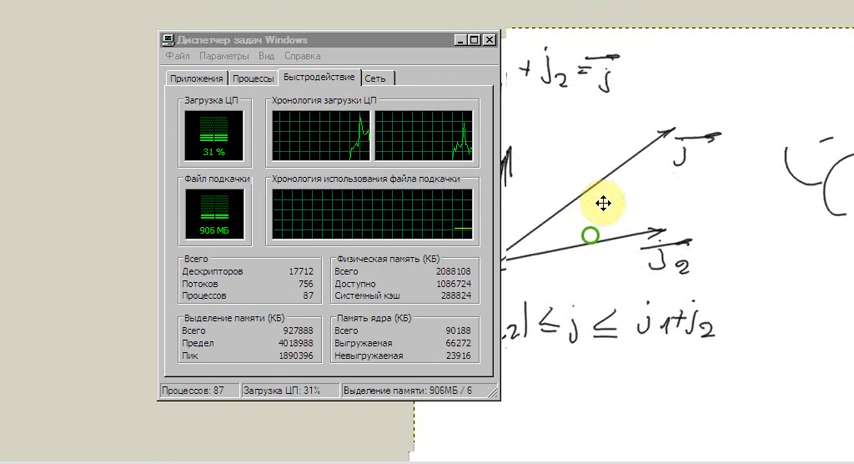 Диспетчер задач Windows
Файл Параметры Вид Справка
Приложения Процессы Быстродействие Сеть
Загрузка ЦП
31 %
Хронология загрузки ЦП
Файл подкачки
906 МБ
Хронология использования файла подкачки
Всего
Дескрипторов 17712
Потоков 756
Процессов 87
Физическая память (КБ)
Всего 2088108
Доступно 1086724
Системный кэш 288824
Выделение памяти (КБ)
Всего 927888
Предел 4018988
Пик 1890396
Память ядра (КБ)
Всего 90188
Выгружаемая 66272
Невыгружаемая 23916
Процессов: 87 Загрузка ЦП: 31% Выделение памяти: 906МБ / 6
+ j₂ = j
j
j₂
₂| ≤ j ≤ j1+j₂